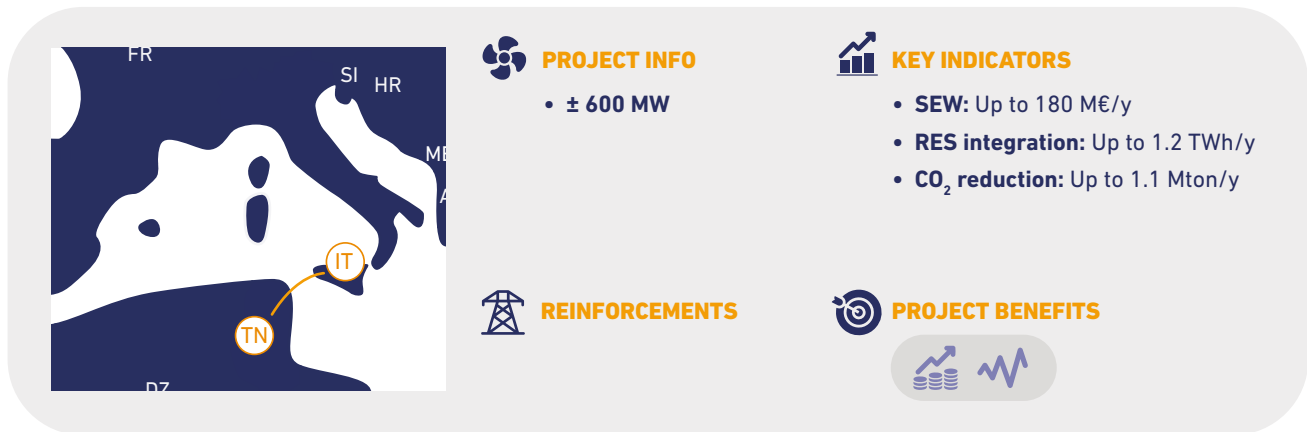 FR
SI
HR
ME
IT
TN
DZ
PROJECT INFO
• ± 600 MW
KEY INDICATORS
• SEW: Up to 180 M€/y
• RES integration: Up to 1.2 TWh/y
• CO₂ reduction: Up to 1.1 Mton/y
REINFORCEMENTS
PROJECT BENEFITS